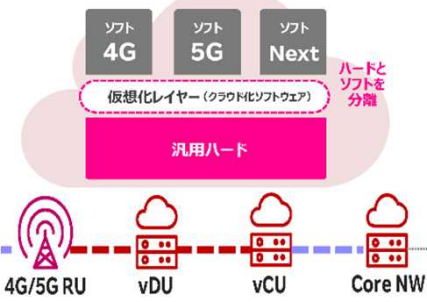 ソフト
4G
ソフト
5G
ソフト
Next
ハードと
ソフトを
分離
仮想化レイヤー(クラウド化ソフトウェア)
汎用ハード
4G/5G RU
vDU
vCU
Core NW